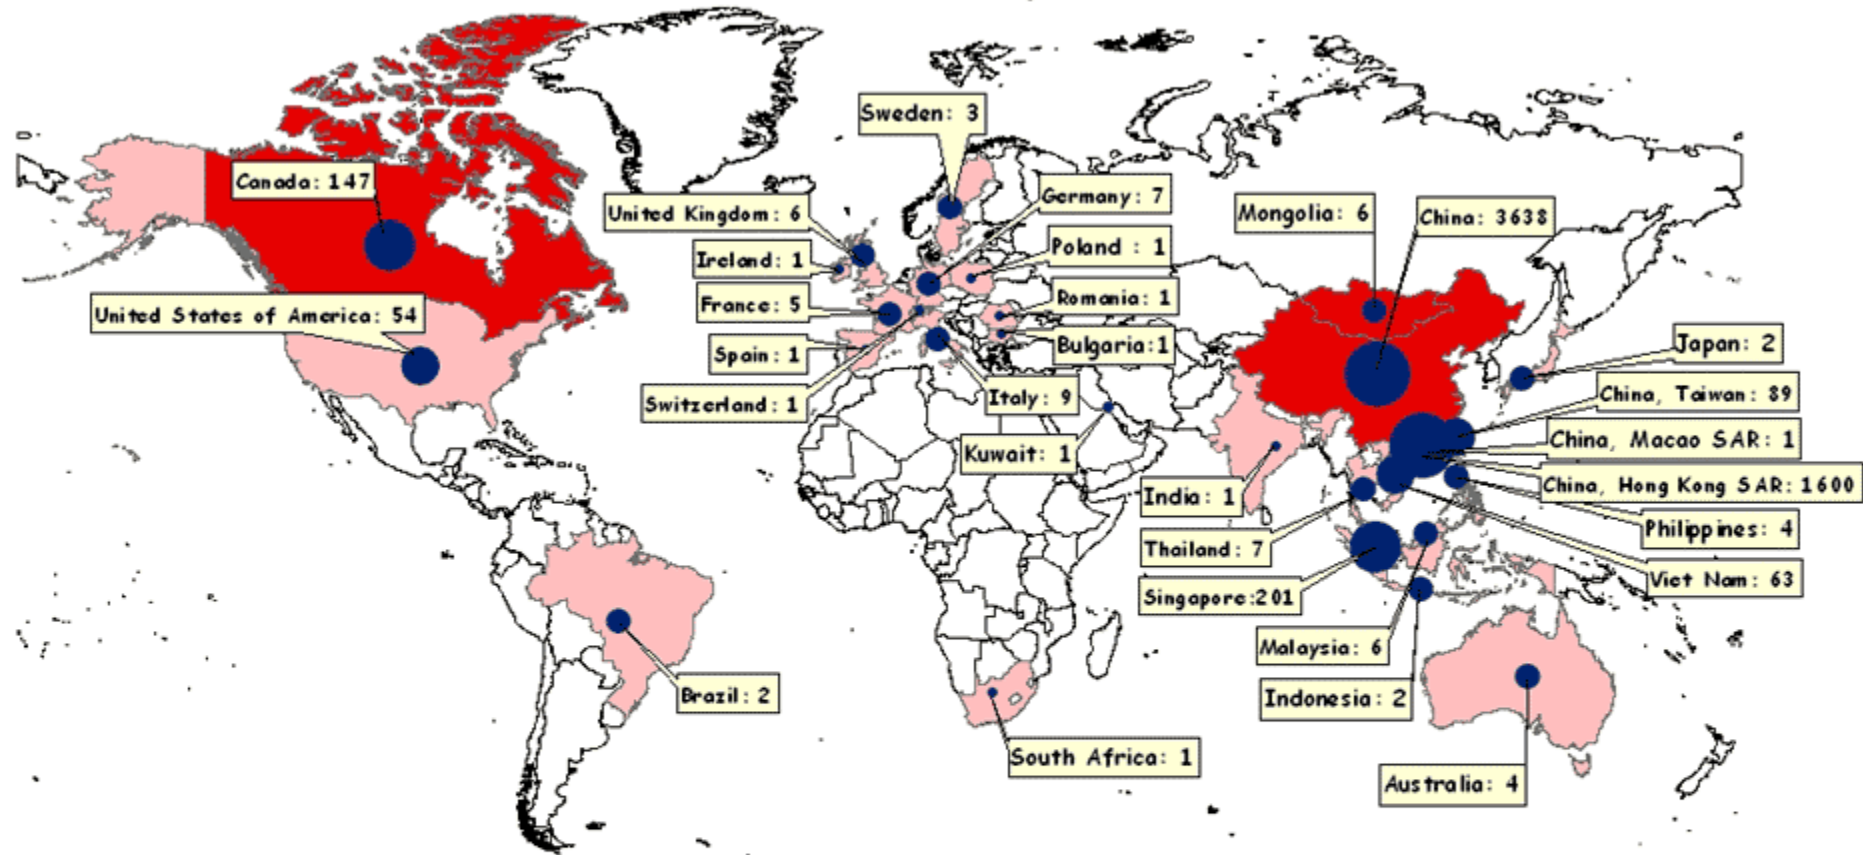 Sweden: 3
Canada: 147
United Kingdom: 6
Germany: 7
Mongolia: 6
China: 3638
Ireland: 1
Poland : 1
United States of America: 54
France: 5
Romania: 1
Spain: 1
Bulgaria:1
Japan: 2
Switzerland: 1
Italy: 9
China, Taiwan: 89
Kuwait: 1
China, Macao SAR: 1
India: 1
China, Hong Kong SAR: 1600
Thailand: 7
Philippines: 4
Singapore:201
Viet Nam: 63
Malaysia: 6
Brazil: 2
Indonesia: 2
South Africa: 1
Australia: 4